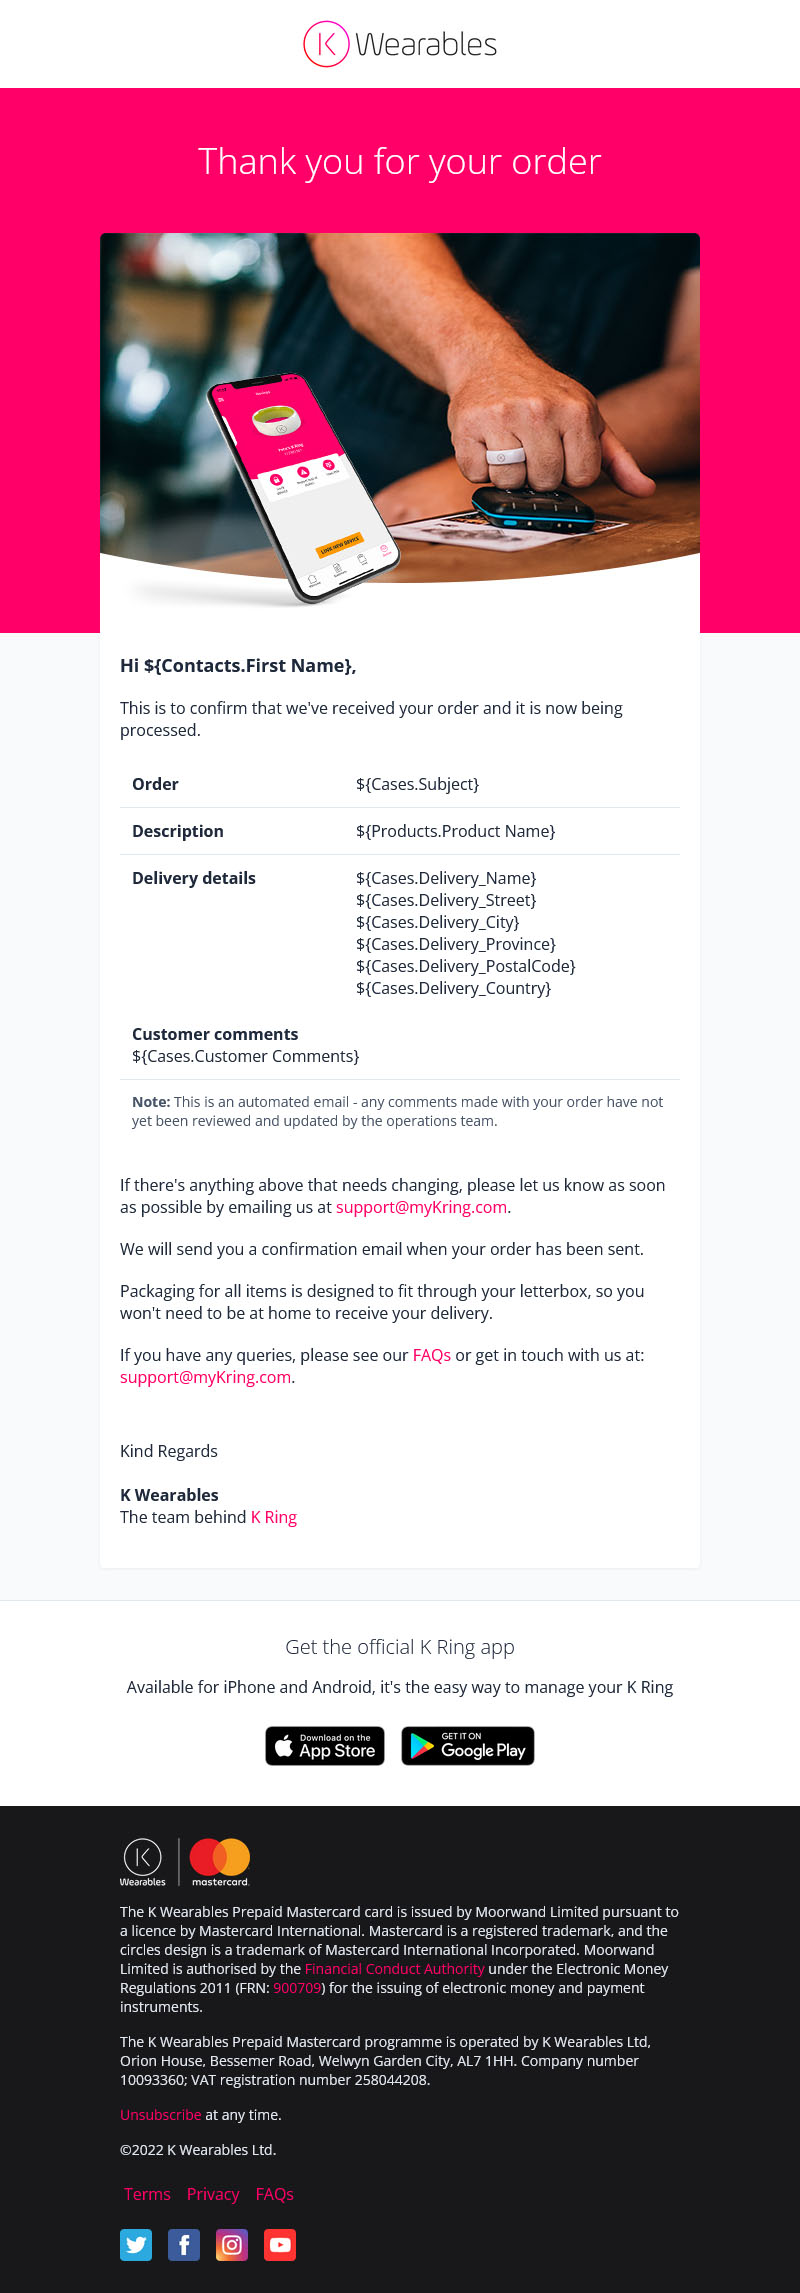 K Wearables
Thank you for your order
LINK NEW DEVICE
Hi ${Contacts.First Name},
This is to confirm that we've received your order and it is now being
processed.
Order ${Cases.Subject}
Description ${Products.Product Name}
Delivery details ${Cases.Delivery_Name}
${Cases.Delivery_Street}
${Cases.Delivery_City}
${Cases.Delivery_Province}
${Cases.Delivery_PostalCode}
${Cases.Delivery_Country}
Customer comments
${Cases.Customer Comments}
Note: This is an automated email - any comments made with your order have not
yet been reviewed and updated by the operations team.
If there's anything above that needs changing, please let us know as soon
as possible by emailing us at support@myKring.com.
We will send you a confirmation email when your order has been sent.
Packaging for all items is designed to fit through your letterbox, so you
won't need to be at home to receive your delivery.
If you have any queries, please see our FAQs or get in touch with us at:
support@myKring.com.
Kind Regards
K Wearables
The team behind K Ring
Get the official K Ring app
Available for iPhone and Android, it's the easy way to manage your K Ring
Download on the
App Store
GET IT ON
Google Play
K
Wearables
mastercard.
The K Wearables Prepaid Mastercard card is issued by Moorwand Limited pursuant to
a licence by Mastercard International. Mastercard is a registered trademark, and the
circles design is a trademark of Mastercard International Incorporated. Moorwand
Limited is authorised by the Financial Conduct Authority under the Electronic Money
Regulations 2011 (FRN: 900709) for the issuing of electronic money and payment
instruments.
The K Wearables Prepaid Mastercard programme is operated by K Wearables Ltd,
Orion House, Bessemer Road, Welwyn Garden City, AL7 1HH. Company number
10093360; VAT registration number 258044208.
Unsubscribe at any time.
©2022 K Wearables Ltd.
Terms Privacy FAQs